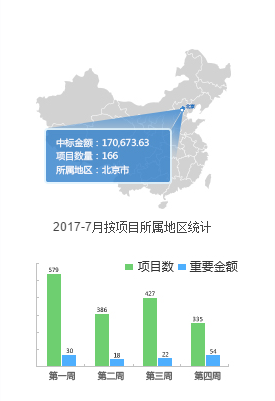 北京
中标金额：170,673.63
项目数量：166
所属地区：北京市
2017-7月按项目所属地区统计
项目数 重要金额
579
30
386
18
427
22
335
54
第一周 第二周 第三周 第四周